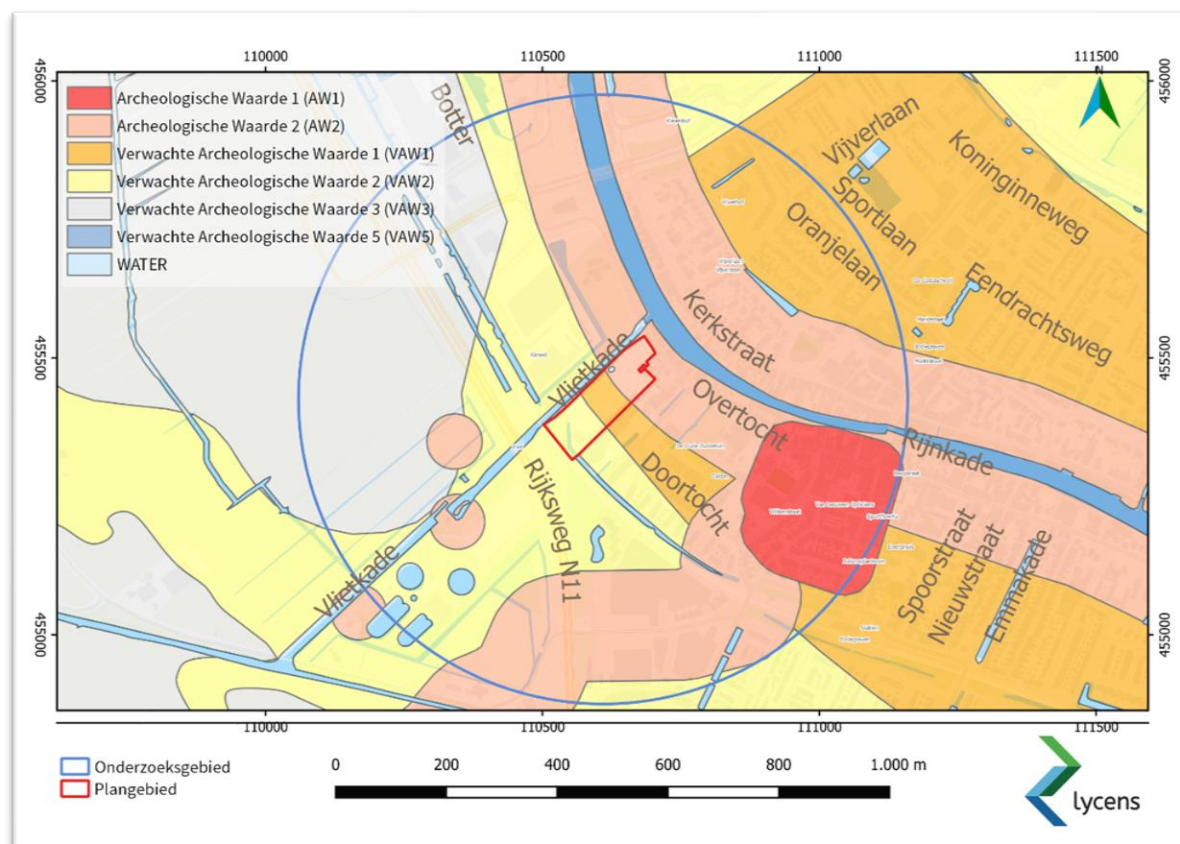 110000 110500 111000 111500
456000 456000
Archeologische Waarde 1 (AW1)
Archeologische Waarde 2 (AW2)
Verwachte Archeologische Waarde 1 (VAW1)
Verwachte Archeologische Waarde 2 (VAW2)
Verwachte Archeologische Waarde 3 (VAW3)
Verwachte Archeologische Waarde 5 (VAW5)
WATER
Botter
Vijverlaan
Sportlaan
Koninginneweg
Oranjelaan
Eendrachtsweg
Kerkstraat
455500 455500
Vlietkade
Overtocht
Rijnkade
Doortocht
Rijksweg N11
Spoorstraat
Nieuwstraat
Emmakade
Vlietkade
455000 455000
110000 110500 111000 111500
Onderzoeksgebied
Plangebied
0 200 400 600 800 1.000 m
lycens